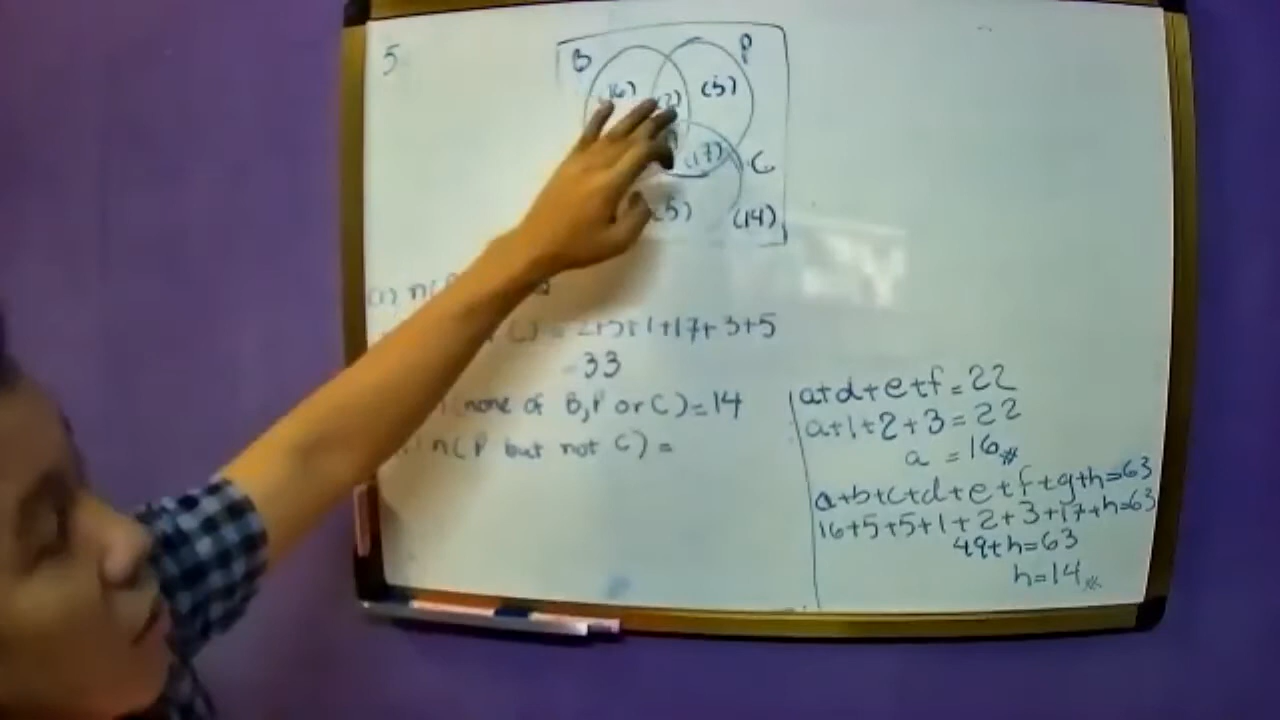 5
B P
(16) (2) (5)
(17) C
(5) (14)
(i) n(
C) = 2+5+1+17+3+5
= 33
(none of B, P or C) = 14
n(P but not C) =
a+d+e+f = 22
a+1+2+3 = 22
a = 16
a+b+c+d+e+f+g+h=63
16+5+5+1+2+3+17+h=63
49+h=63
h=14